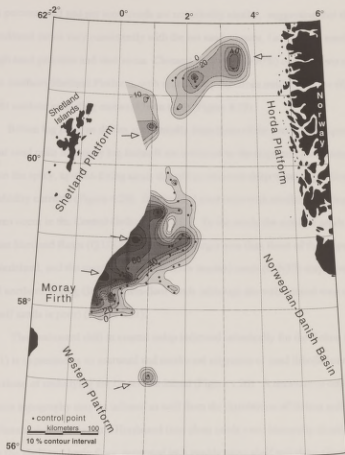 62° -2° 0° 2° 4° 6°
Shetland
Islands
Norway
Shetland Platform
Horda Platform
60°
Norwegian-Danish Basin
Moray
Firth
58°
Western Platform
• control point
0 kilometers 100
10 % contour interval
56°